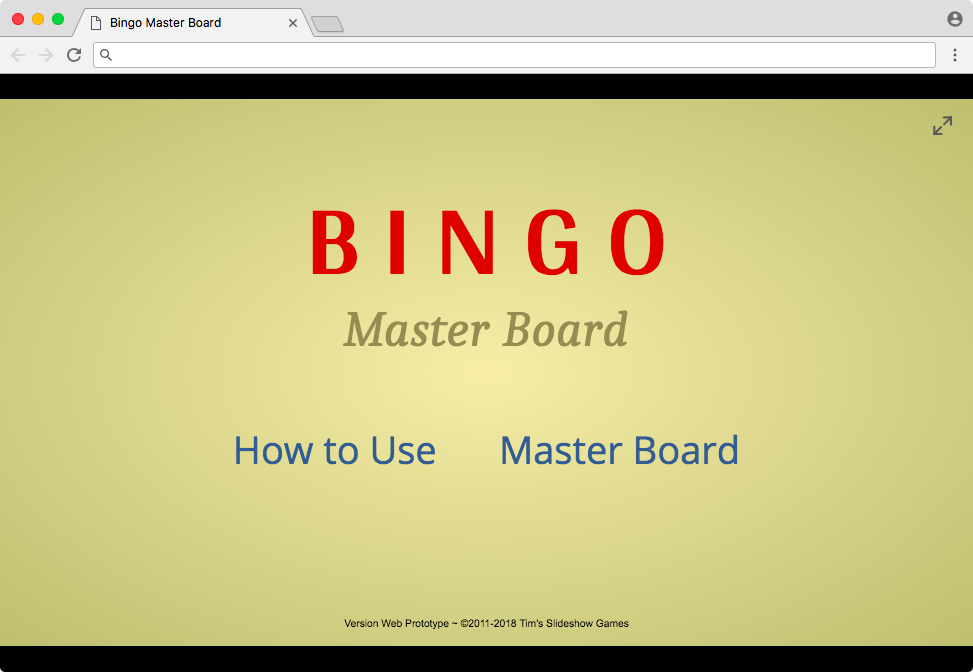 Bingo Master Board
B I N G O
Master Board
How to Use Master Board
Version Web Prototype ~ ©2011-2018 Tim's Slideshow Games